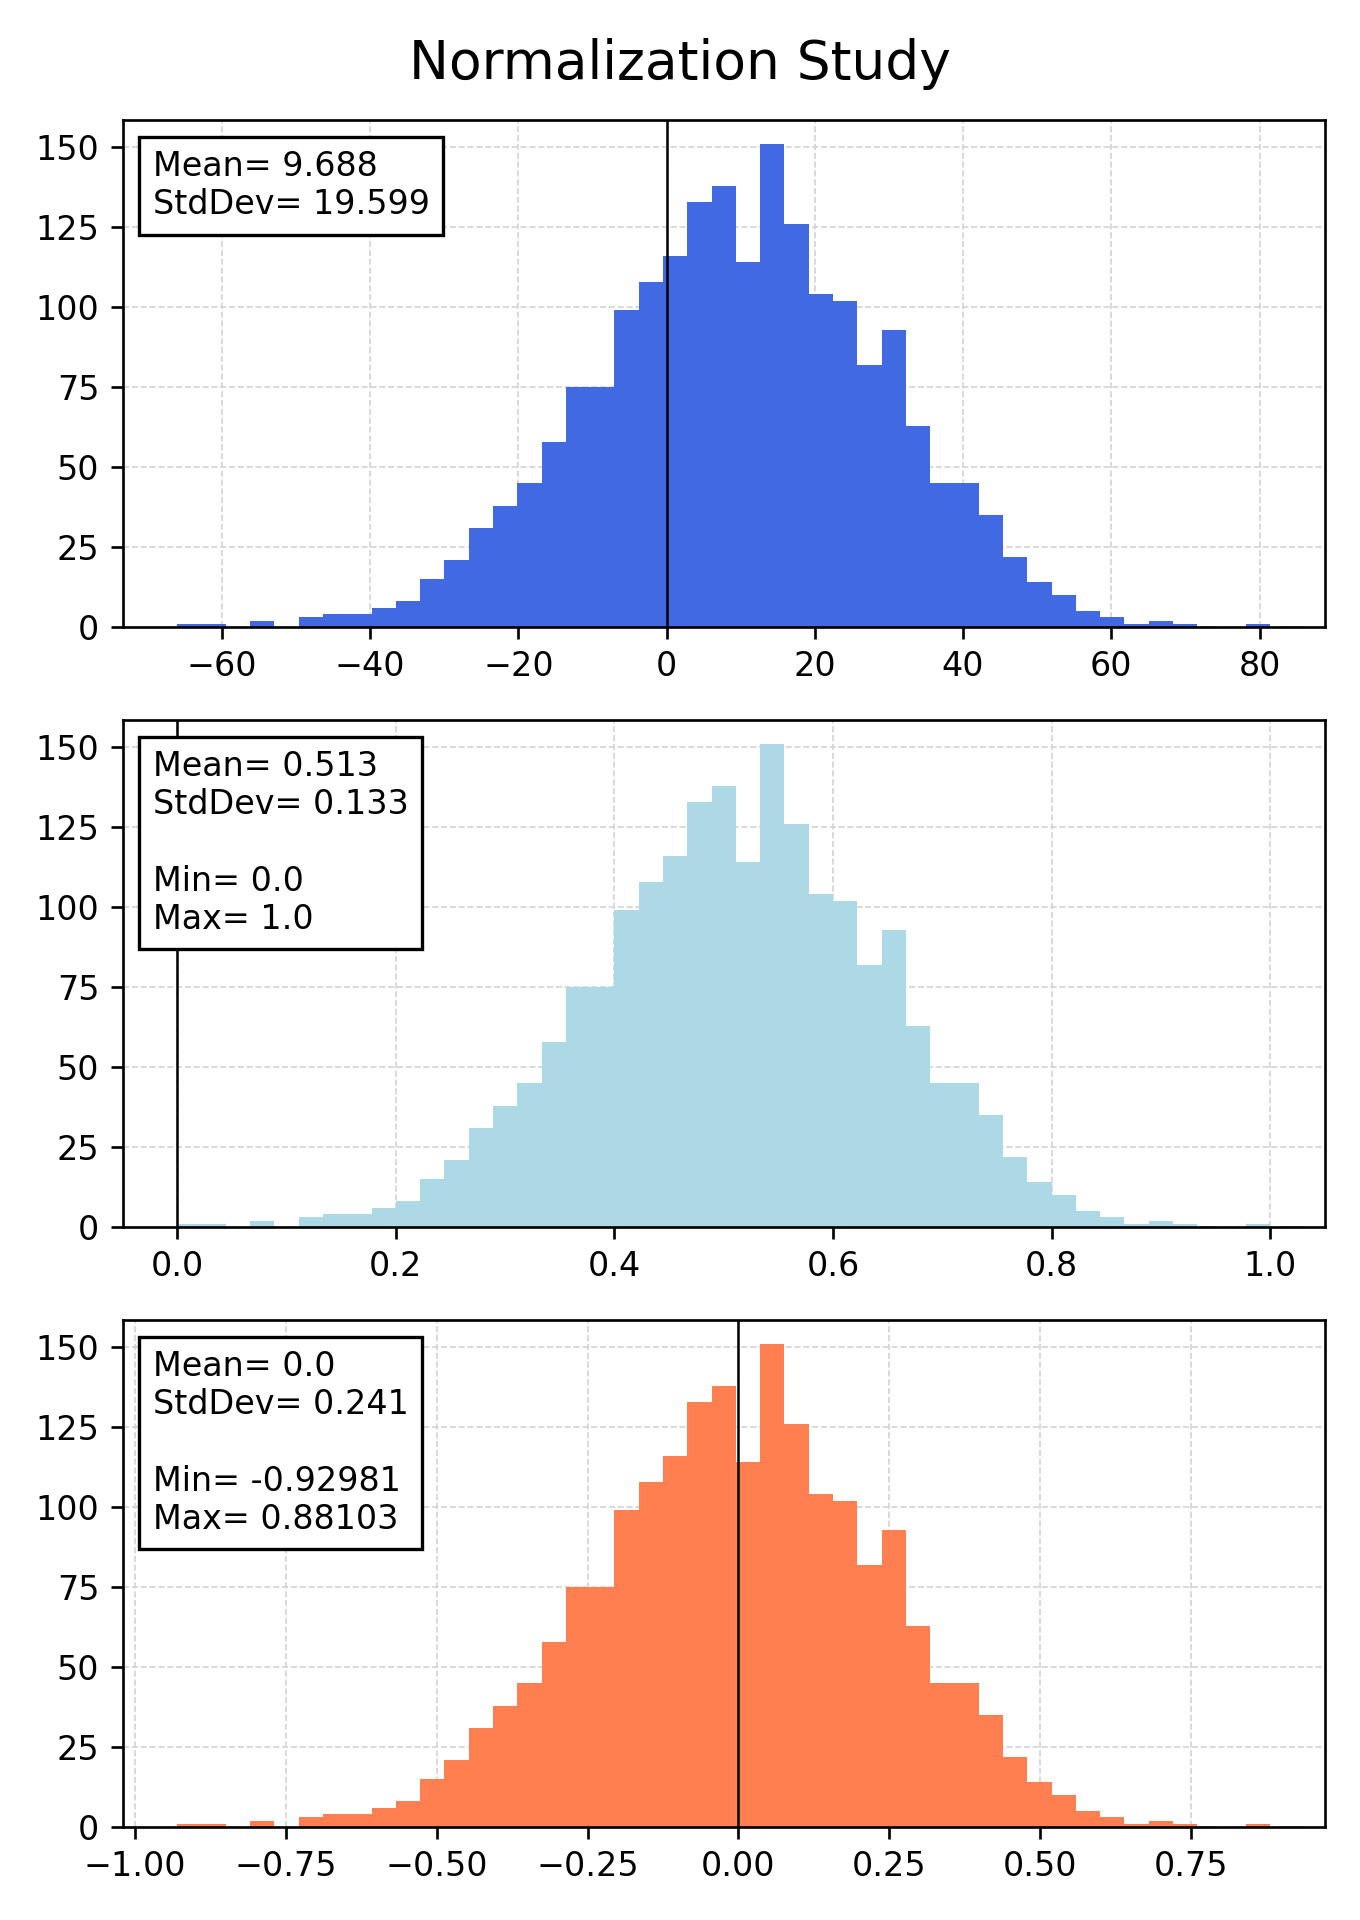 Normalization Study
150
125
100
75
50
25
0
Mean= 9.688
StdDev= 19.599
−60 −40 −20 0 20 40 60 80
150
125
100
75
50
25
0
Mean= 0.513
StdDev= 0.133
Min= 0.0
Max= 1.0
0.0 0.2 0.4 0.6 0.8 1.0
150
125
100
75
50
25
0
Mean= 0.0
StdDev= 0.241
Min= -0.92981
Max= 0.88103
−1.00 −0.75 −0.50 −0.25 0.00 0.25 0.50 0.75